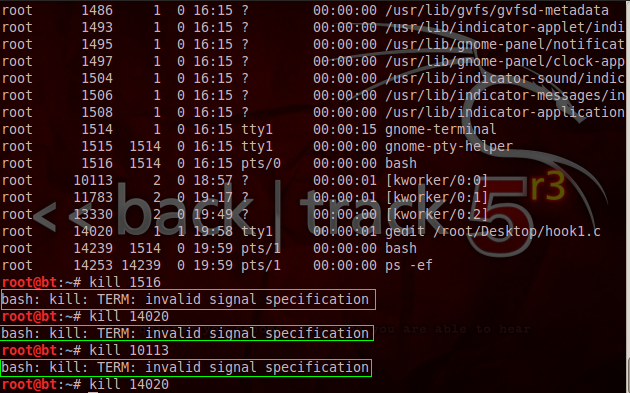 root      1486     1  0 16:15 ?        00:00:00 /usr/lib/gvfs/gvfsd-metadata
root      1493     1  0 16:15 ?        00:00:00 /usr/lib/indicator-applet/indi
root      1495     1  0 16:15 ?        00:00:00 /usr/lib/gnome-panel/notificat
root      1497     1  0 16:15 ?        00:00:00 /usr/lib/gnome-panel/clock-app
root      1504     1  0 16:15 ?        00:00:00 /usr/lib/indicator-sound/indic
root      1506     1  0 16:15 ?        00:00:00 /usr/lib/indicator-messages/in
root      1508     1  0 16:15 ?        00:00:00 /usr/lib/indicator-application
root      1514     1  0 16:15 tty1     00:00:15 gnome-terminal
root      1515  1514  0 16:15 tty1     00:00:00 gnome-pty-helper
root      1516  1514  0 16:15 pts/0    00:00:00 bash
root     10113     2  0 18:57 ?        00:00:01 [kworker/0:0]
root     11783     2  0 19:17 ?        00:00:01 [kworker/0:1]
root     13330     2  0 19:49 ?        00:00:00 [kworker/0:2]
root     14020     1  0 19:58 tty1     00:00:01 gedit /root/Desktop/hook1.c
root     14239  1514  0 19:59 pts/1    00:00:00 bash
root     14253 14239  0 19:59 pts/1    00:00:00 ps -ef
root@bt:~# kill 1516
bash: kill: TERM: invalid signal specification
root@bt:~# kill 14020
bash: kill: TERM: invalid signal specification
root@bt:~# kill 10113
bash: kill: TERM: invalid signal specification
root@bt:~# kill 14020
<< back | track 5 r3
you are able to hear